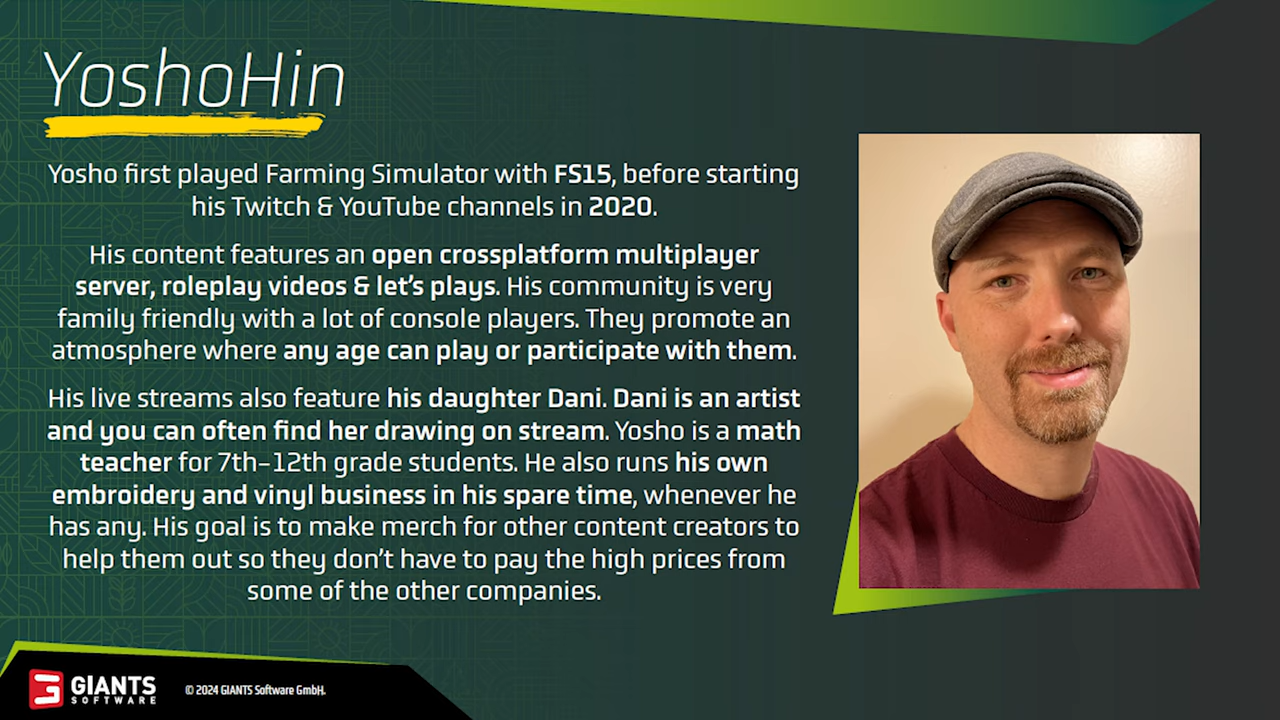 YoshoHin
Yosho first played Farming Simulator with FS15, before starting
his Twitch & YouTube channels in 2020.
His content features an open crossplatform multiplayer
server, roleplay videos & let's plays. His community is very
family friendly with a lot of console players. They promote an
atmosphere where any age can play or participate with them.
His live streams also feature his daughter Dani. Dani is an artist
and you can often find her drawing on stream. Yosho is a math
teacher for 7th–12th grade students. He also runs his own
embroidery and vinyl business in his spare time, whenever he
has any. His goal is to make merch for other content creators to
help them out so they don't have to pay the high prices from
some of the other companies.
GIANTS
SOFTWARE
© 2024 GIANTS Software GmbH.